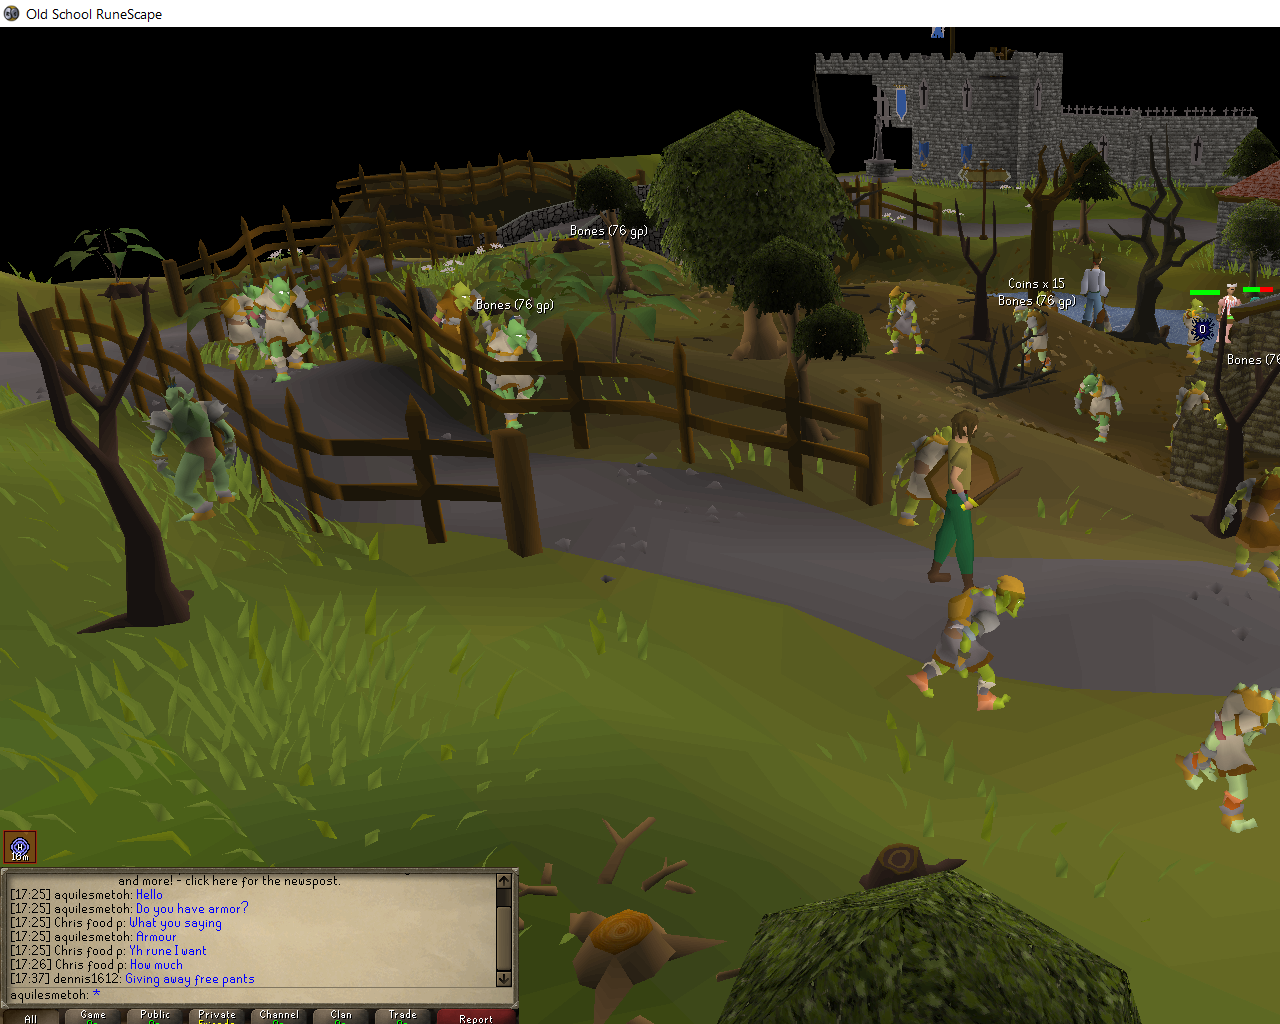 Old School RuneScape
Bones (76 gp)
Coins x 15
Bones (76 gp)
Bones (76 gp)
0
Bones (76
16m
and more! - click here for the newspost.
[17:25] aquilesmetoh: Hello
[17:25] aquilesmetoh: Do you have armor?
[17:25] Chris food p: What you saying
[17:25] aquilesmetoh: Armour
[17:25] Chris food p: Yh rune I want
[17:26] Chris food p: How much
[17:37] dennis1612: Giving away free pants
aquilesmetoh: *
All Game Public Private Channel Clan Trade Report